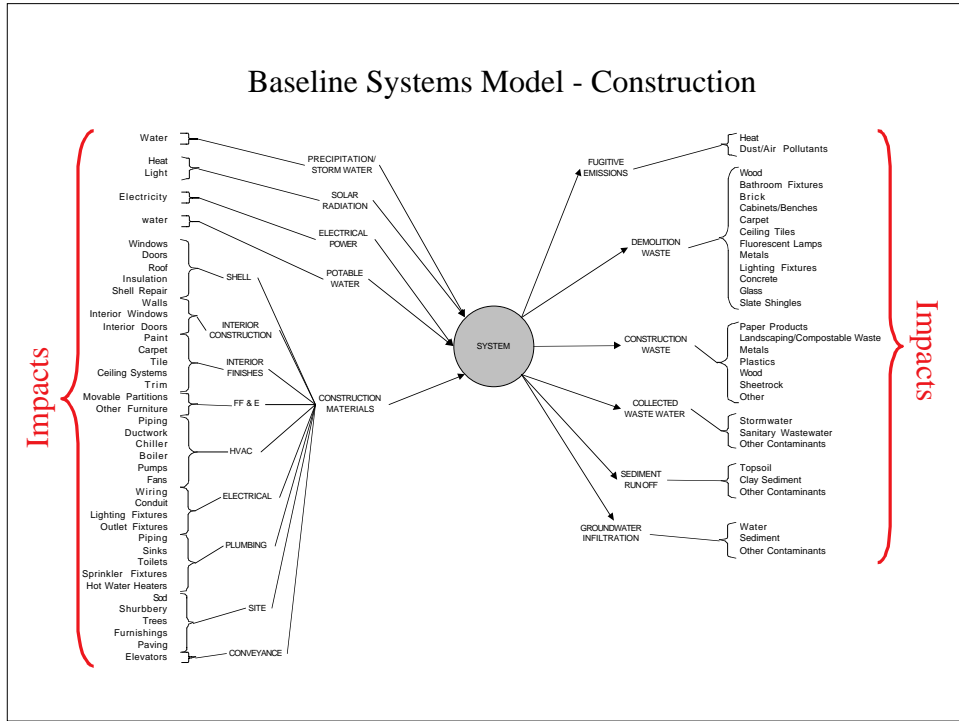 Baseline Systems Model - Construction
Impacts
Water
Heat
Light
Electricity
water
Windows
Doors
Roof
Insulation
Shell Repair
Walls
Interior Windows
Interior Doors
Paint
Carpet
Tile
Ceiling Systems
Trim
Movable Partitions
Other Furniture
Piping
Ductwork
Chiller
Boiler
Pumps
Fans
Wiring
Conduit
Lighting Fixtures
Outlet Fixtures
Piping
Sinks
Toilets
Sprinkler Fixtures
Hot Water Heaters
Sod
Shurbbery
Trees
Furnishings
Paving
Elevators
PRECIPITATION/
STORM WATER
SOLAR
RADIATION
ELECTRICAL
POWER
POTABLE
WATER
SHELL
INTERIOR
CONSTRUCTION
INTERIOR
FINISHES
FF & E
HVAC
ELECTRICAL
PLUMBING
SITE
CONVEYANCE
CONSTRUCTION
MATERIALS
SYSTEM
FUGITIVE
EMISSIONS
DEMOLITION
WASTE
CONSTRUCTION
WASTE
COLLECTED
WASTE WATER
SEDIMENT
RUNOFF
GROUNDWATER
INFILTRATION
Heat
Dust/Air Pollutants
Wood
Bathroom Fixtures
Brick
Cabinets/Benches
Carpet
Ceiling Tiles
Fluorescent Lamps
Metals
Lighting Fixtures
Concrete
Glass
Slate Shingles
Paper Products
Landscaping/Compostable Waste
Metals
Plastics
Wood
Sheetrock
Other
Stormwater
Sanitary Wastewater
Other Contaminants
Topsoil
Clay Sediment
Other Contaminants
Water
Sediment
Other Contaminants
Impacts